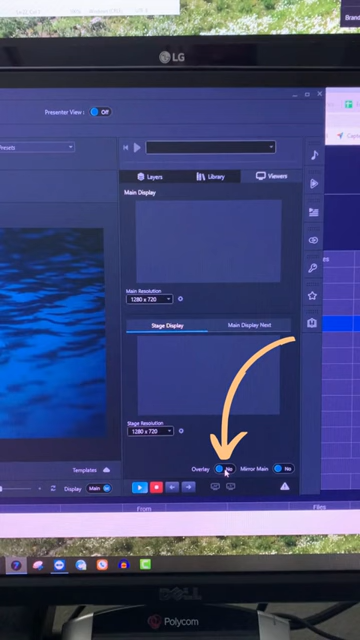 LG
Presenter View :
Off
Presets
Layers
Library
Viewers
Main Display
Main Resolution
1280 x 720
Stage Display
Main Display Next
Stage Resolution
1280 x 720
Overlay
No
Mirror Main
No
Templates
Display
Main
From
Files
DELL
Polycom